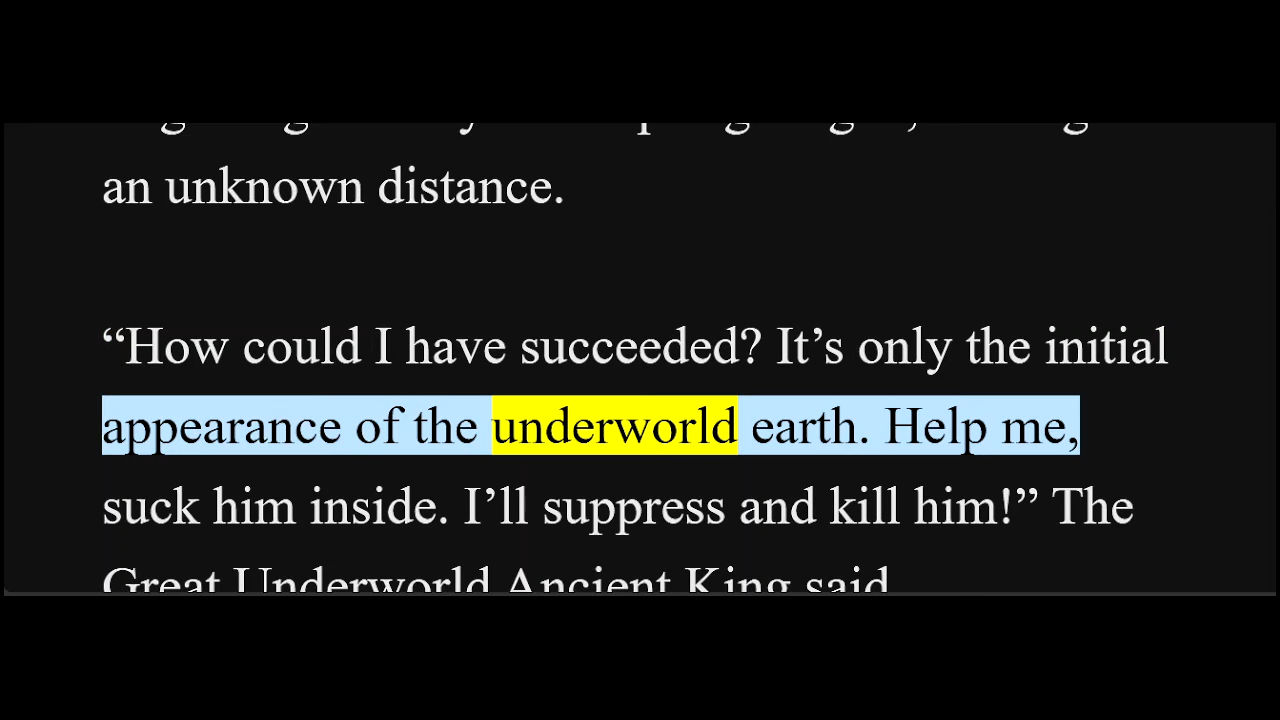 an unknown distance.
“How could I have succeeded? It’s only the initial
appearance of the underworld earth. Help me,
suck him inside. I’ll suppress and kill him!” The
Great Underworld Ancient King said